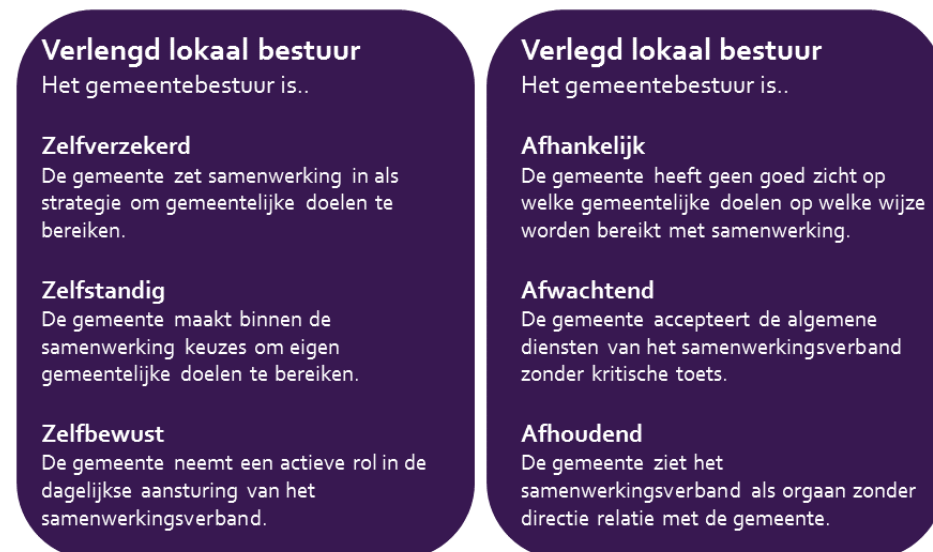 Verlengd lokaal bestuur
Het gemeentebestuur is..
Zelfverzekerd
De gemeente zet samenwerking in als
strategie om gemeentelijke doelen te
bereiken.
Zelfstandig
De gemeente maakt binnen de
samenwerking keuzes om eigen
gemeentelijke doelen te bereiken.
Zelfbewust
De gemeente neemt een actieve rol in de
dagelijkse aansturing van het
samenwerkingsverband.
Verlegd lokaal bestuur
Het gemeentebestuur is..
Afhankelijk
De gemeente heeft geen goed zicht op
welke gemeentelijke doelen op welke wijze
worden bereikt met samenwerking.
Afwachtend
De gemeente accepteert de algemene
diensten van het samenwerkingsverband
zonder kritische toets.
Afhoudend
De gemeente ziet het
samenwerkingsverband als orgaan zonder
directie relatie met de gemeente.